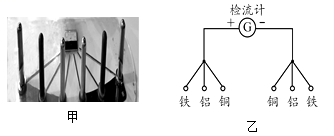 检流计
+ G -
铁 铝 铜 铜 铝 铁
甲
乙